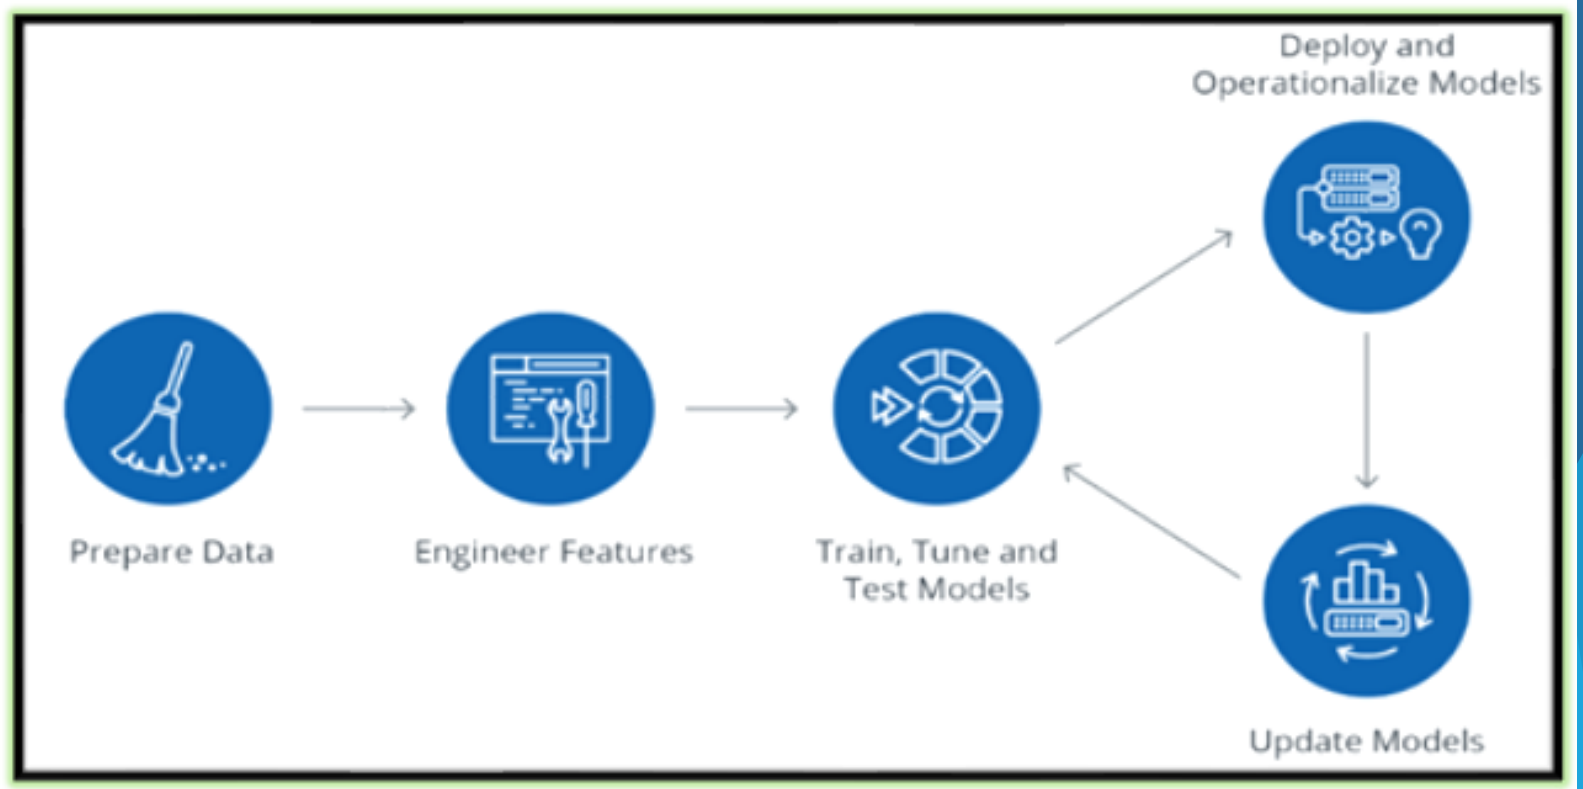 Deploy and
Operationalize Models
Prepare Data
Engineer Features
Train, Tune and
Test Models
Update Models